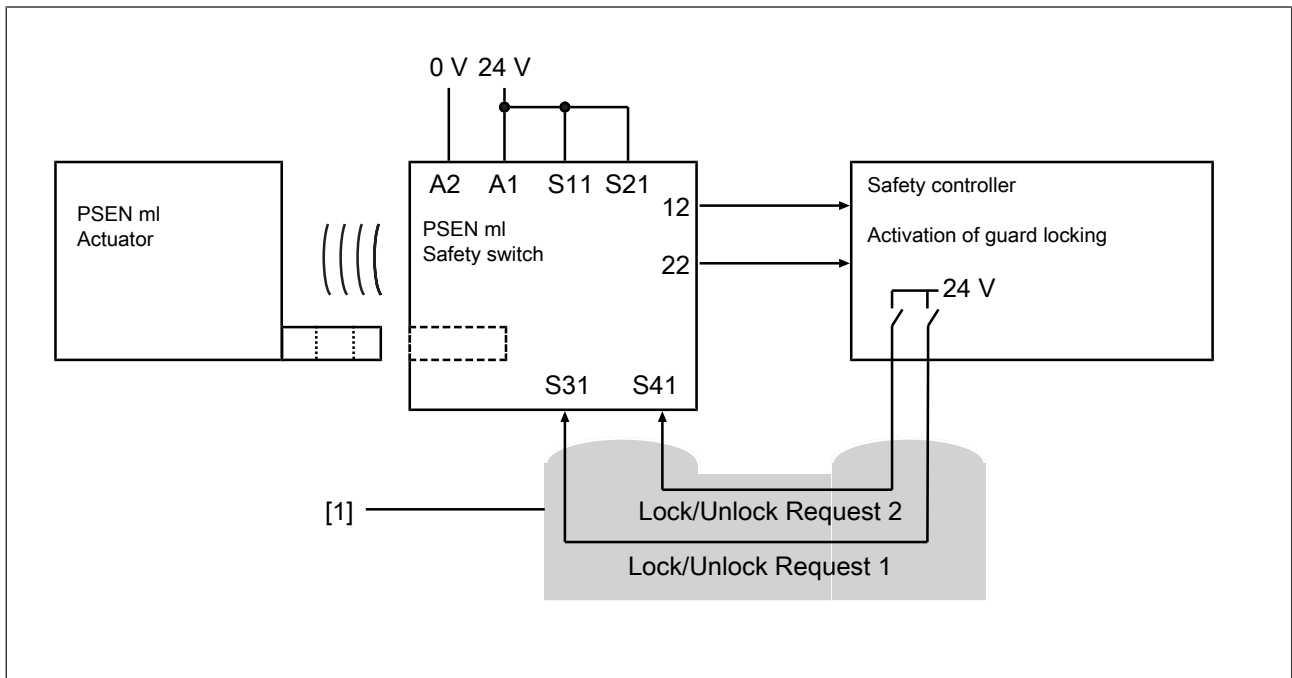 0 V 24 V
A2 A1 S11 S21
PSEN ml
Actuator
PSEN ml
Safety switch
12
22
S31 S41
Safety controller
Activation of guard locking
24 V
[1]
Lock/Unlock Request 2
Lock/Unlock Request 1